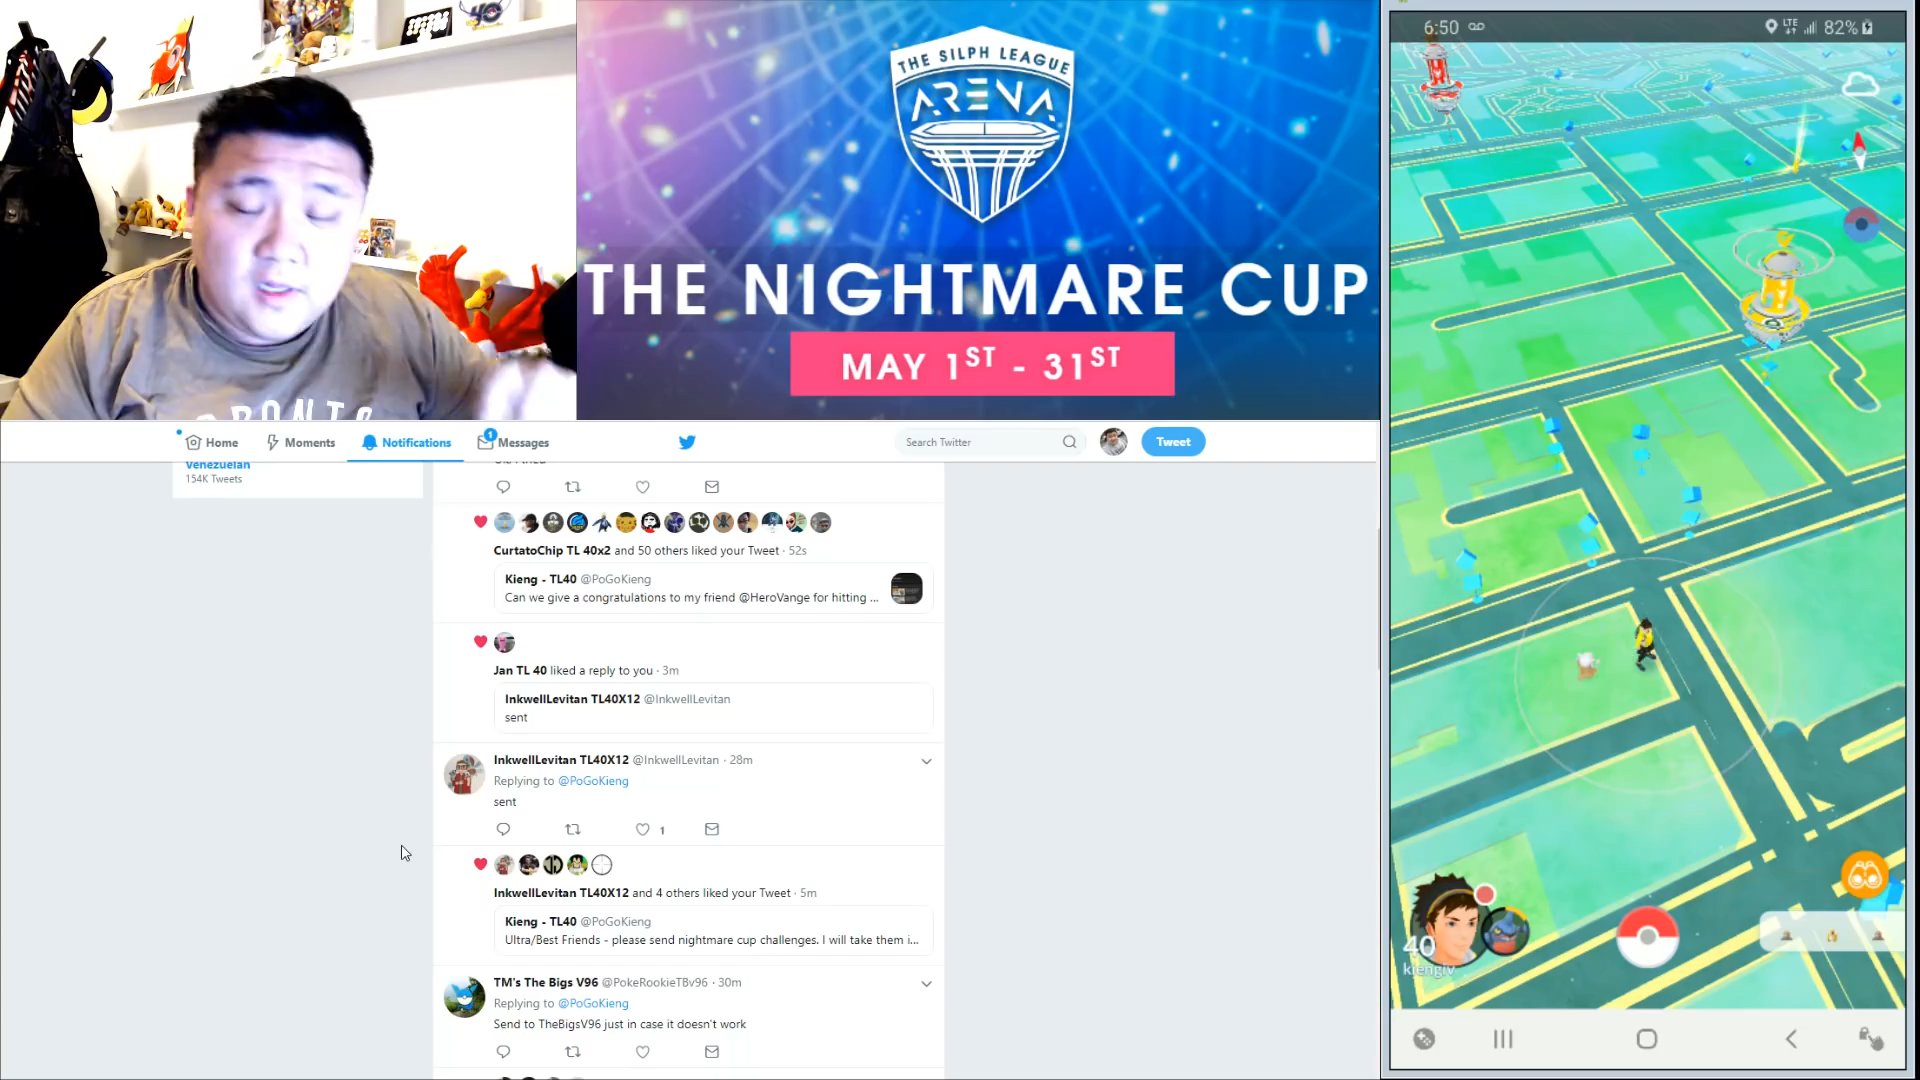 THE SILPH LEAGUE
ARENA
THE NIGHTMARE CUP
MAY 1ST - 31ST
6:50
LTE
82%
Home
Moments
Notifications
1
Messages
Search Twitter
Tweet
Venezuelan
154K Tweets
CurtatoChip TL 40x2 and 50 others liked your Tweet · 52s
Kieng - TL40 @PoGoKieng
Can we give a congratulations to my friend @HeroVange for hitting ...
Jan TL 40 liked a reply to you · 3m
InkwellLevitan TL40X12 @InkwellLevitan
sent
InkwellLevitan TL40X12 @InkwellLevitan · 28m
Replying to @PoGoKieng
sent
1
InkwellLevitan TL40X12 and 4 others liked your Tweet · 5m
Kieng - TL40 @PoGoKieng
Ultra/Best Friends - please send nightmare cup challenges. I will take them i...
TM's The Bigs V96 @PokeRookieTBv96 · 30m
Replying to @PoGoKieng
Send to TheBigsV96 just in case it doesn't work
40
kiengiv